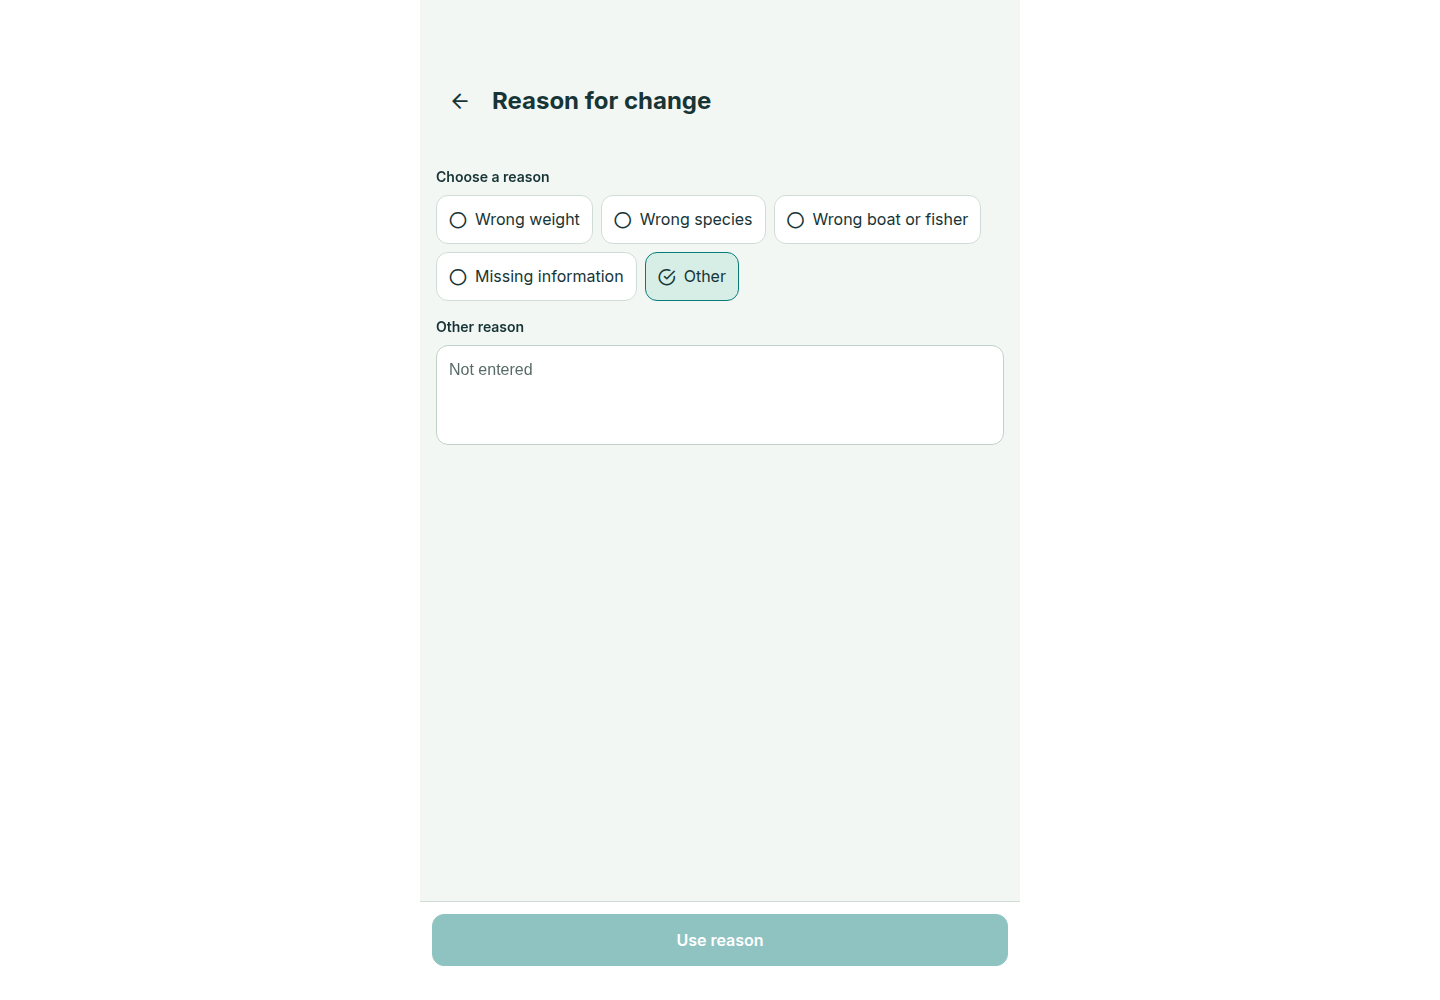 Reason for change
Choose a reason
Wrong weight
Wrong species
Wrong boat or fisher
Missing information
Other
Other reason
Not entered
Use reason